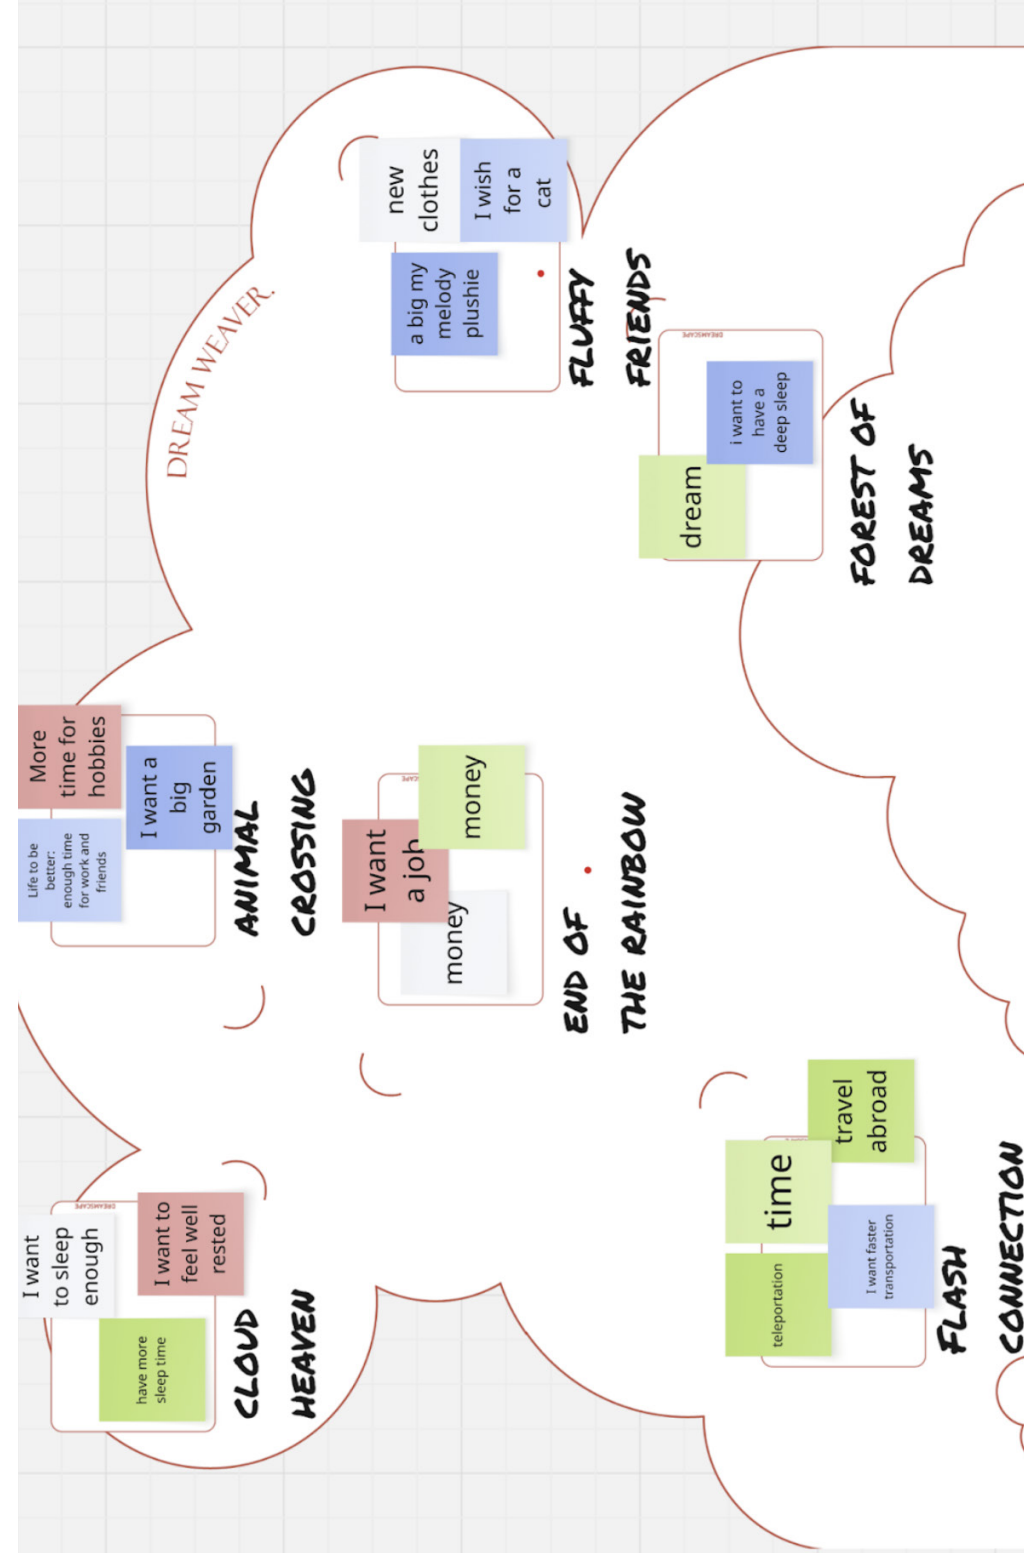 DREAMSCAPE
I want
to sleep
enough
I want to
feel well
rested
have more
sleep time
CLOUD
HEAVEN
Life to be
better:
enough time
for work and
friends
More
time for
hobbies
I want a
big
garden
ANIMAL
CROSSING
DREAM WEAVER.
I want
a job
money
money
END OF
THE RAINBOW
new
clothes
I wish
for a
cat
a big my
melody
plushie
FLUFFY
FRIENDS
DREAMSCAPE
dream
i want to
have a
deep sleep
FOREST OF
DREAMS
time
travel
abroad
teleportation
I want faster
transportation
FLASH
CONNECTION